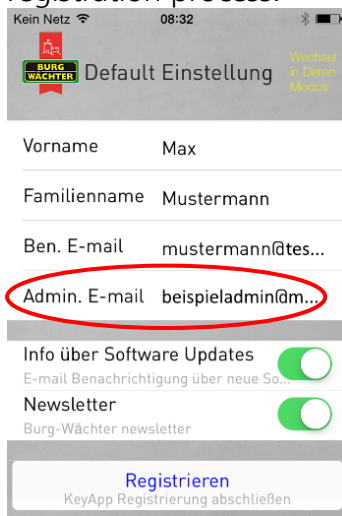 registration process.
Kein Netz 08:32
BURG
WÄCHTER
Default Einstellung
Wechsel
in Demo
Modus
Vorname Max
Familienname Mustermann
Ben. E-mail mustermann@tes...
Admin. E-mail beispieladmin@m...
Info über Software Updates
E-mail Benachrichtigung über neue So...
Newsletter
Burg-Wächter newsletter
Registrieren
KeyApp Registrierung abschließen